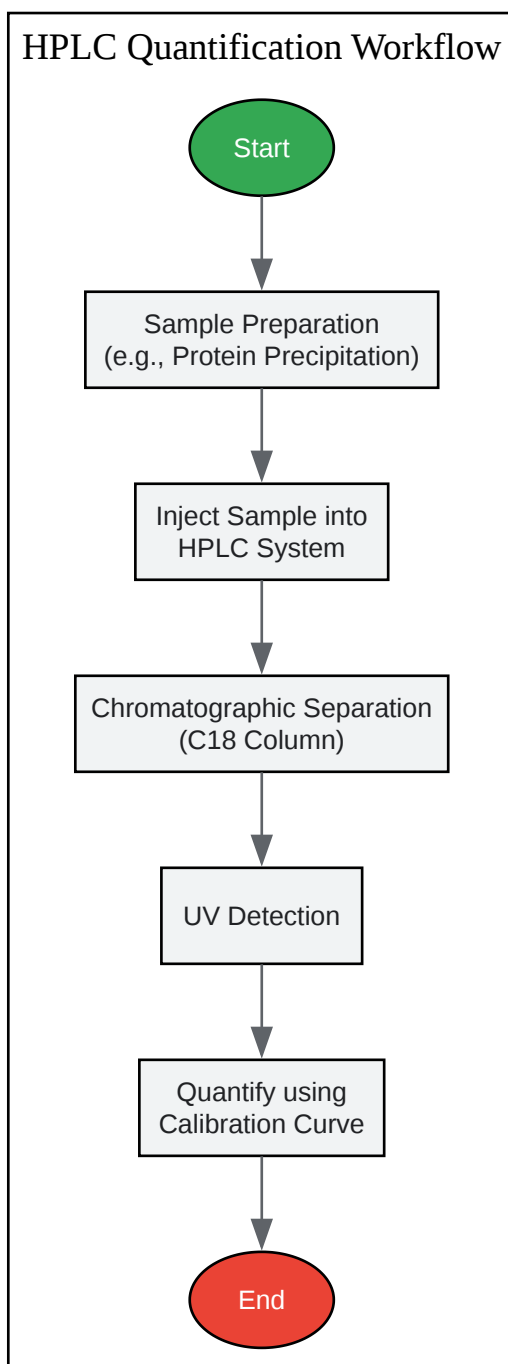 HPLC Quantification Workflow
Start
Sample Preparation
(e.g., Protein Precipitation)
Inject Sample into
HPLC System
Chromatographic Separation
(C18 Column)
UV Detection
Quantify using
Calibration Curve
End